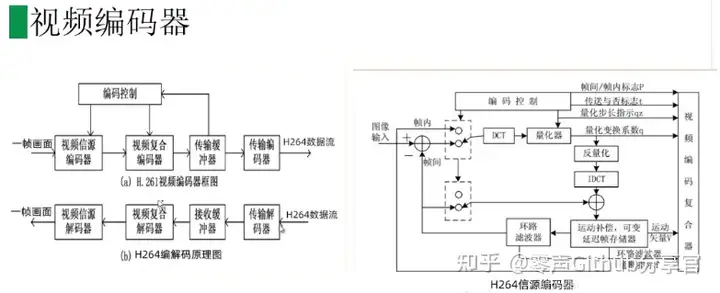 视频编码器
编码控制
一帧画面
视频信源
编码器
视频复合
编码器
传输缓
冲器
传输编
码器
H264数据流
(a) H.261视频编码器框图
一帧画面
视频信源
解码器
视频复合
解码器
接收缓
冲器
传输解
码器
H264数据流
(b) H264编解码原理图
帧间/帧内标志P
传送与否标志t
量化步长指示qz
量化变换系数q
编码控制
图像
输入
帧内
帧间
DCT
量化器
反量化
IDCT
环路
滤波器
运动补偿，可变
延迟帧存储器
运动
矢量V
环路滤波器
视频编码复合器
H264信源编码器
知乎 @零声Github分享官